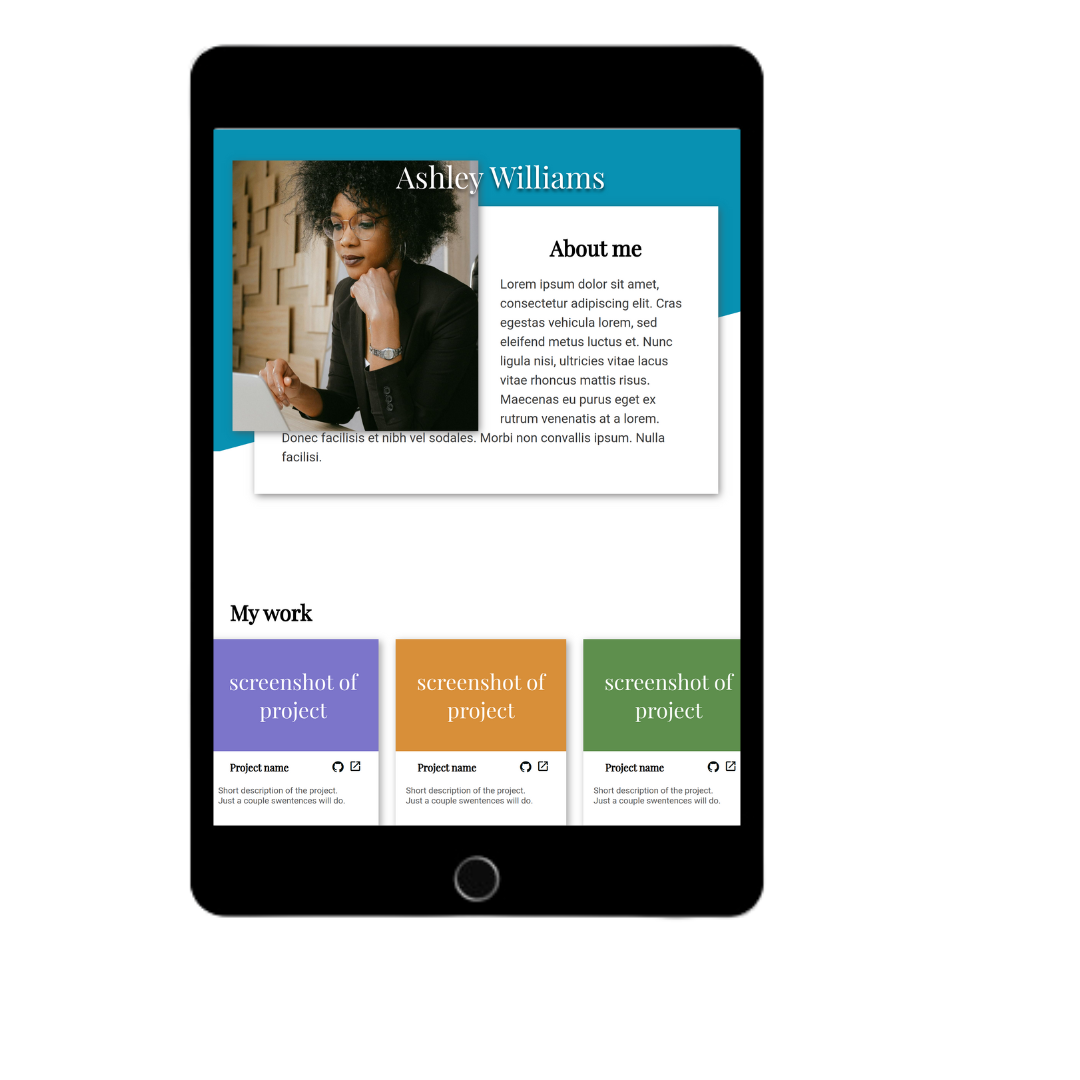 Ashley Williams
About me
Lorem ipsum dolor sit amet,
consectetur adipiscing elit. Cras
egestas vehicula lorem, sed
eleifend metus luctus et. Nunc
ligula nisi, ultricies vitae lacus
vitae rhoncus mattis risus.
Maecenas eu purus eget ex
rutrum venenatis at a lorem.
Donec facilisis et nibh vel sodales. Morbi non convallis ipsum. Nulla
facilisi.
My work
screenshot of
project
Project name
Short description of the project.
Just a couple swentences will do.
screenshot of
project
Project name
Short description of the project.
Just a couple swentences will do.
screenshot of
project
Project name
Short description of the project.
Just a couple swentences will do.